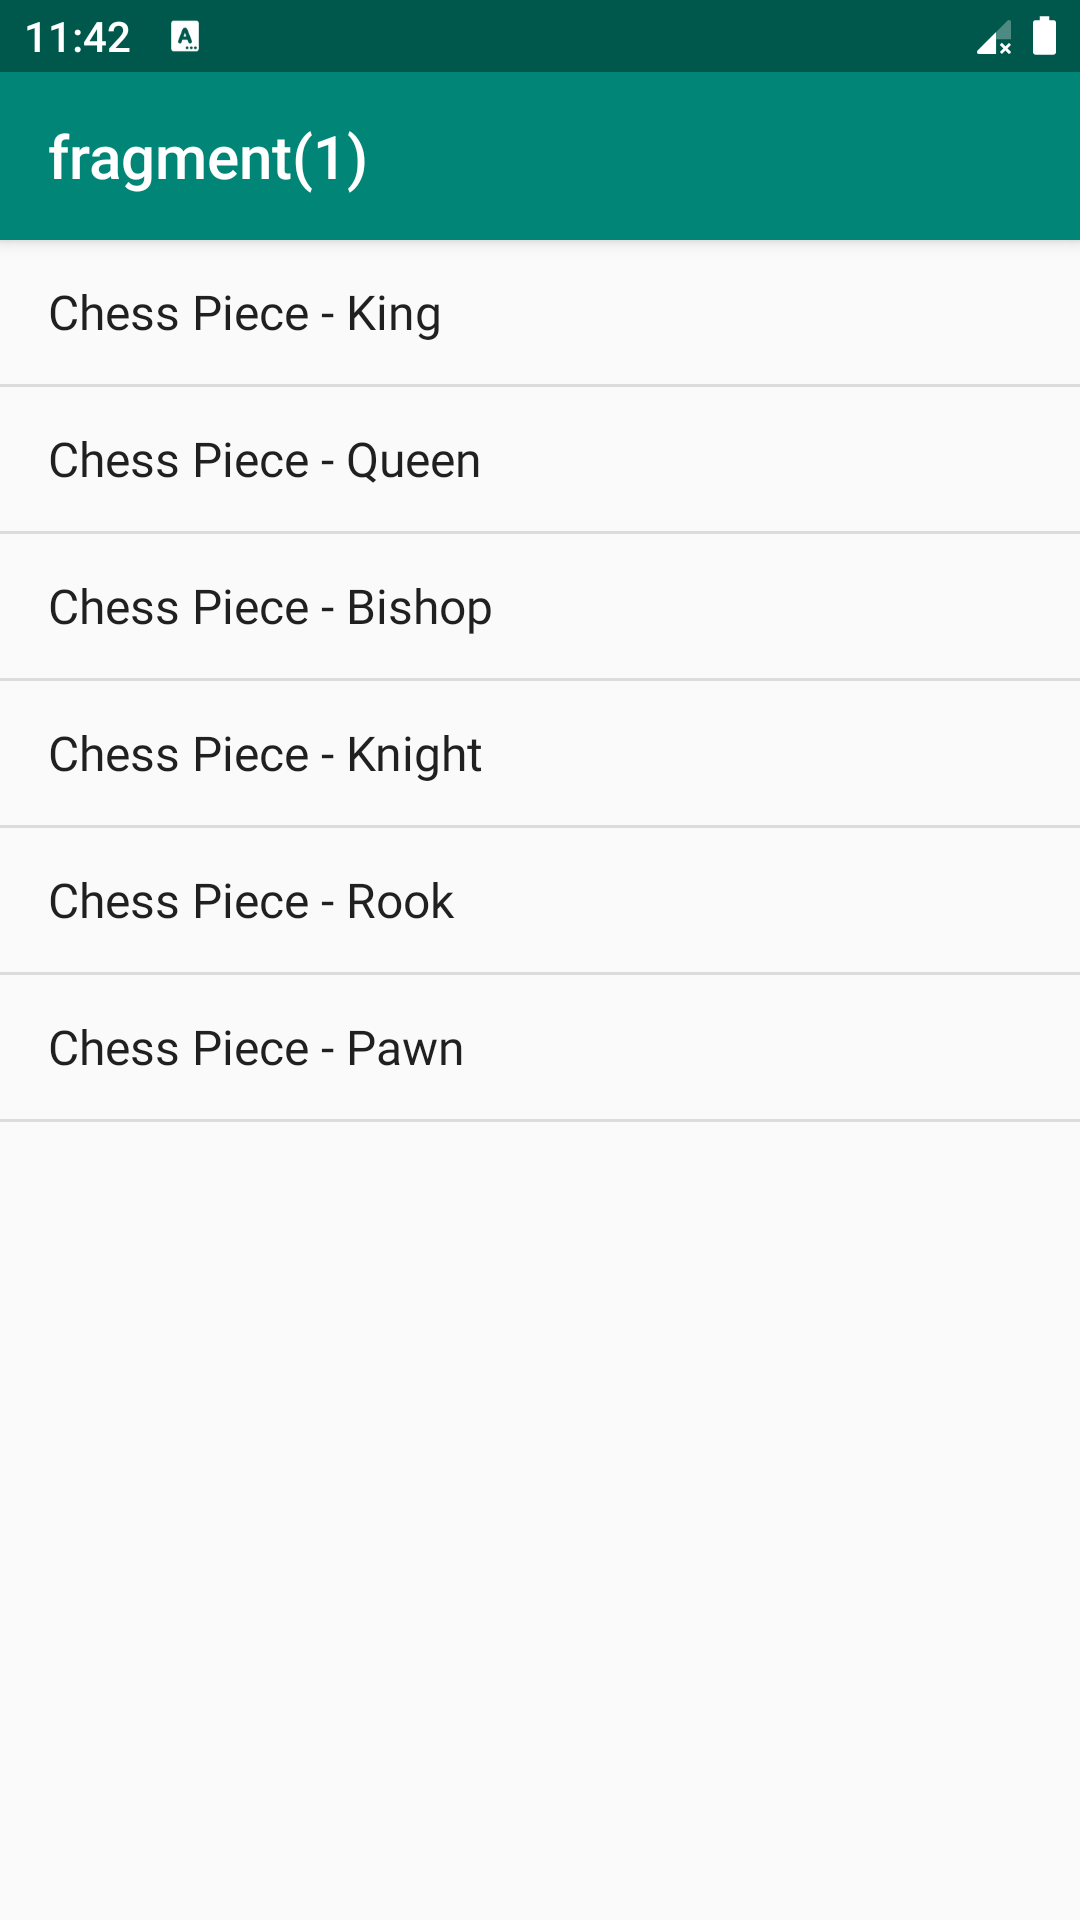 11:42
fragment(1)
Chess Piece - King
Chess Piece - Queen
Chess Piece - Bishop
Chess Piece - Knight
Chess Piece - Rook
Chess Piece - Pawn